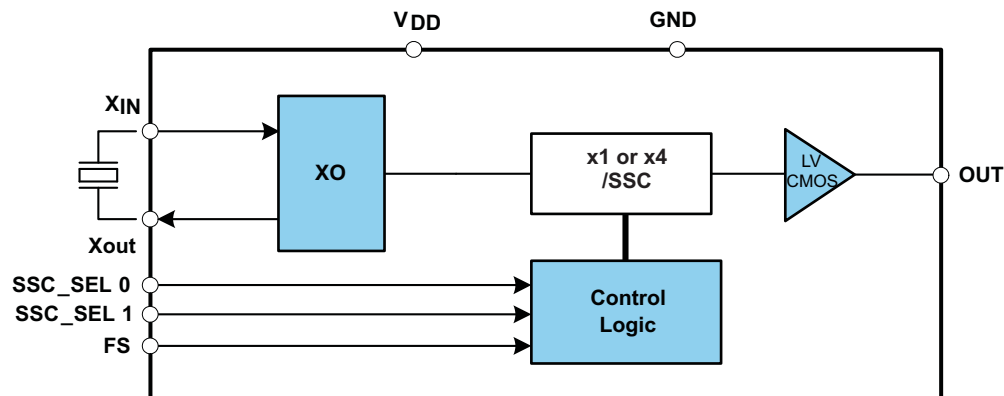 VDD
GND
XIN
XO
x1 or x4
/SSC
LV
CMOS
OUT
Xout
SSC_SEL 0
SSC_SEL 1
FS
Control
Logic